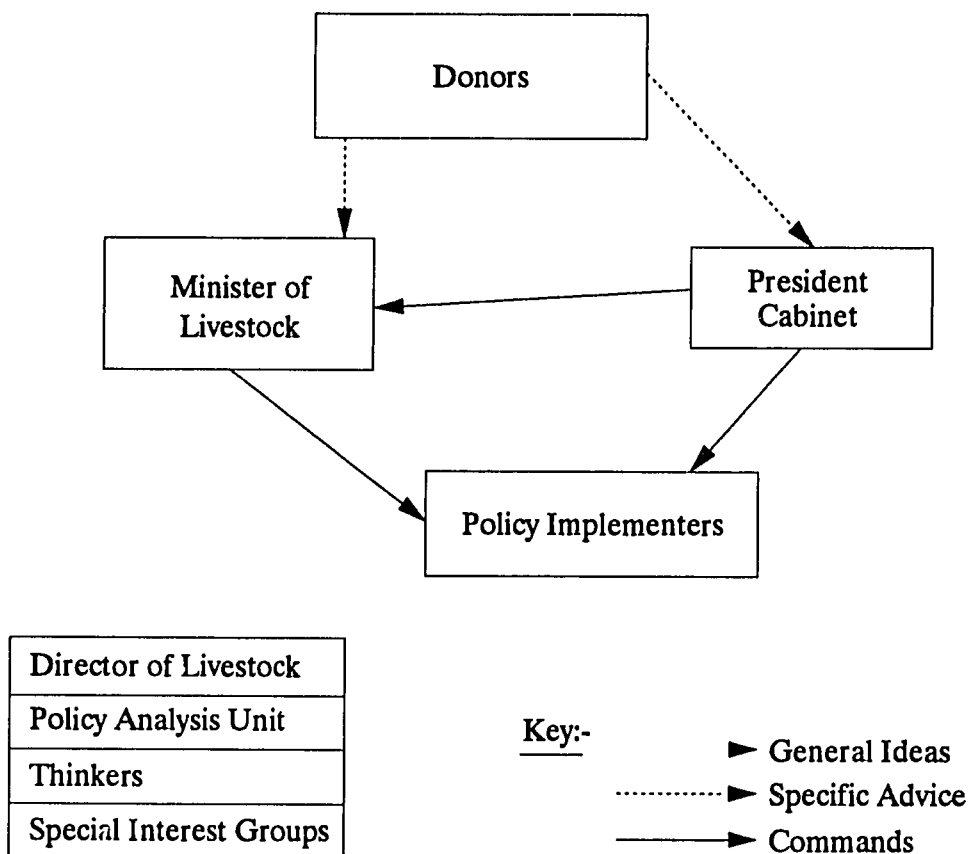 Donors
Minister of
Livestock
President
Cabinet
Policy Implementers
Director of Livestock
Policy Analysis Unit
Thinkers
Special Interest Groups
Key:-
General Ideas
Specific Advice
Commands